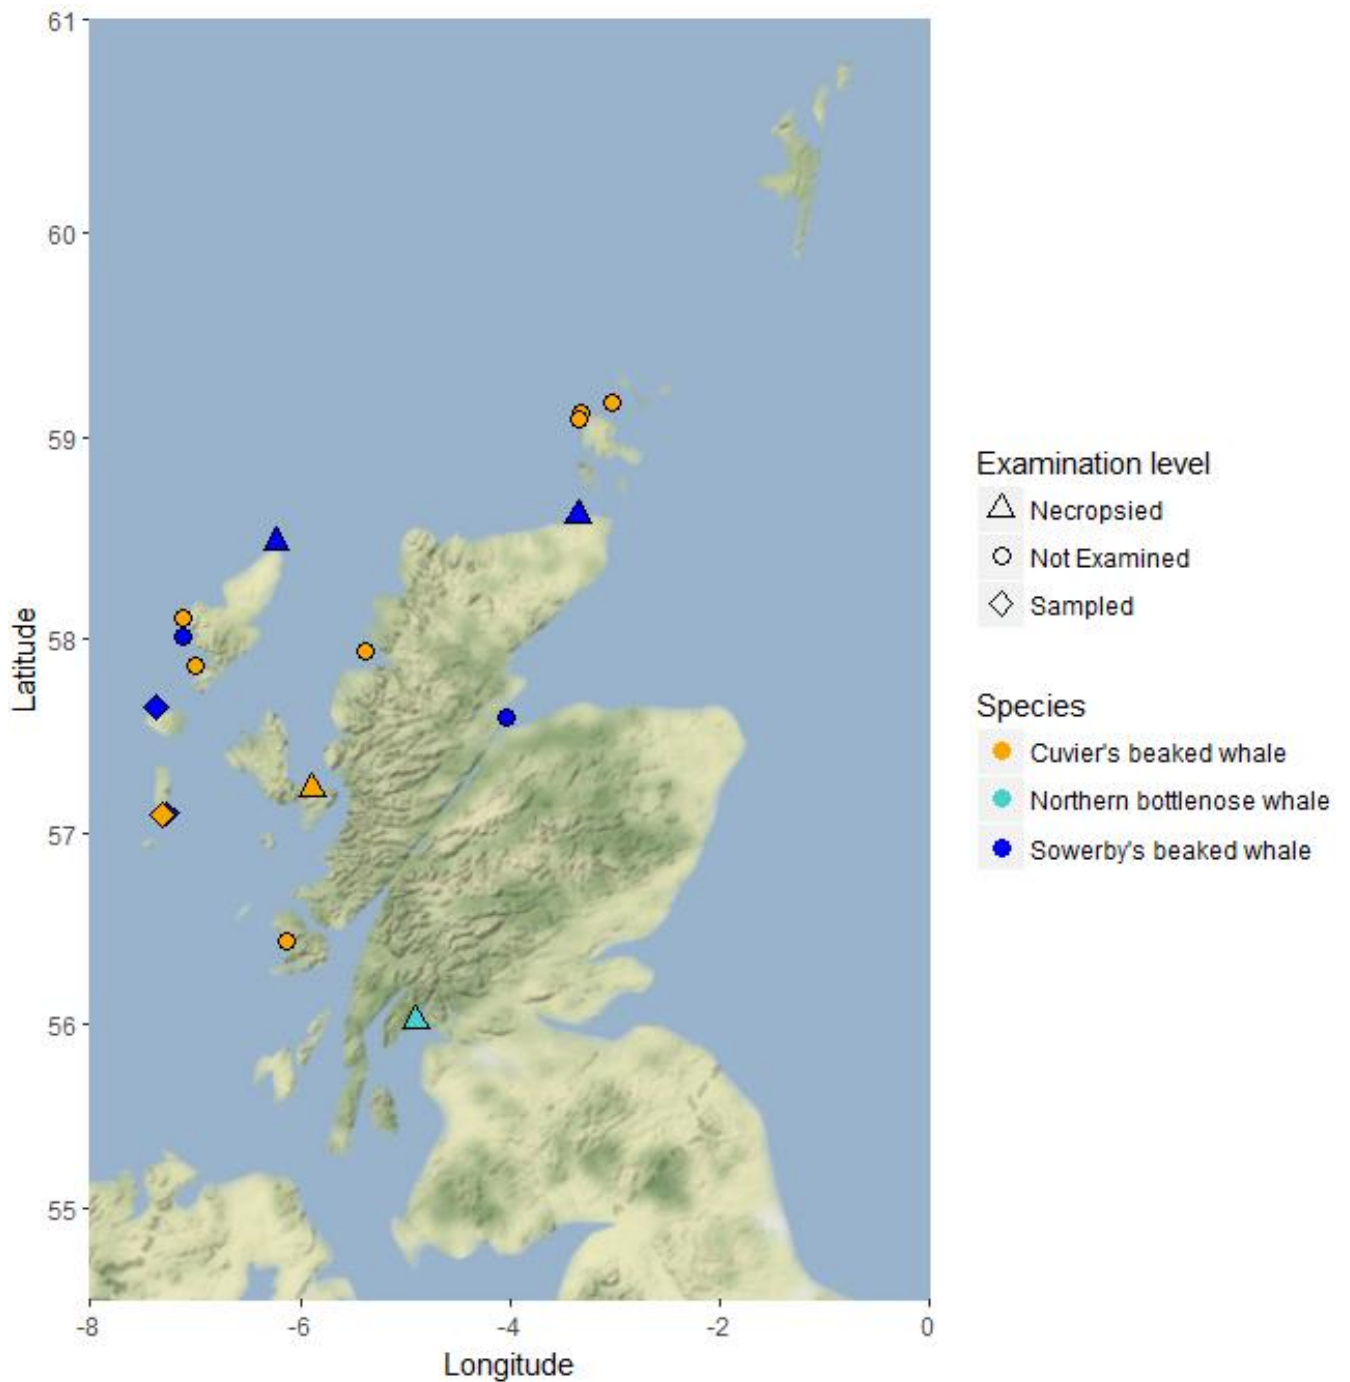 61
60
59
58
57
56
55
Latitude
-8
-6
-4
-2
0
Longitude
Examination level
Necropsied
Not Examined
Sampled
Species
Cuvier's beaked whale
Northern bottlenose whale
Sowerby's beaked whale